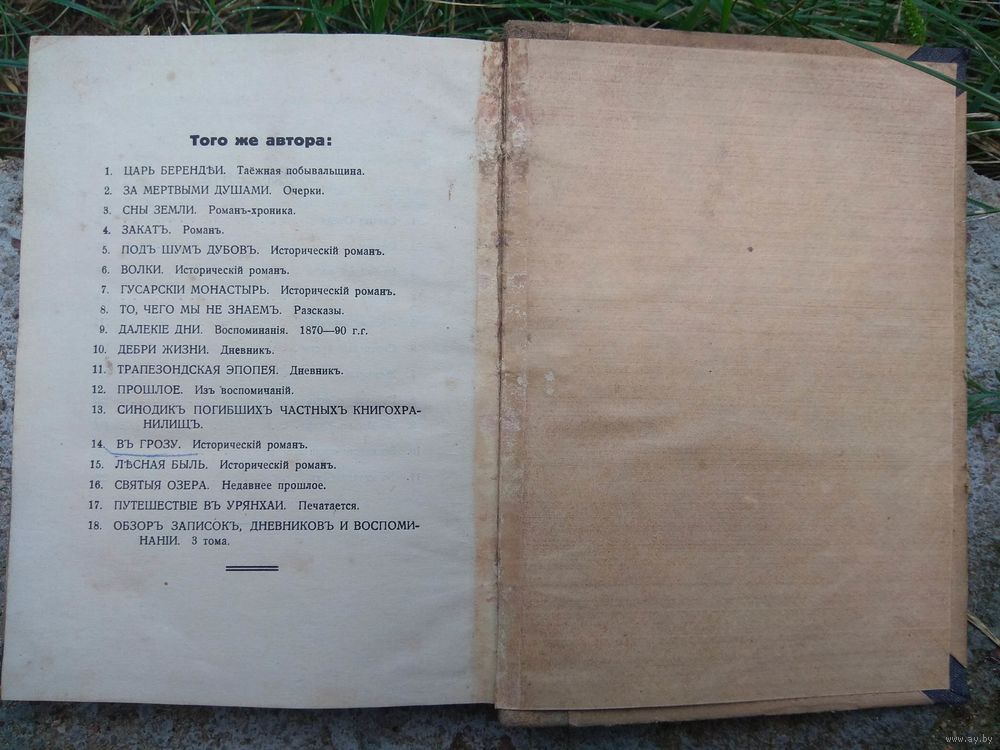 Того же автора:
1. ЦАРЬ БЕРЕНДѢИ. Таёжная побывальщина.
2. ЗА МЕРТВЫМИ ДУШАМИ. Очерки.
3. СНЫ ЗЕМЛИ. Романъ-хроника.
4. ЗАКАТЪ. Романъ.
5. ПОДЪ ШУМЪ ДУБОВЪ. Историческій романъ.
6. ВОЛКИ. Историческій романъ.
7. ГУСАРСКІИ МОНАСТЫРЬ. Историческій романъ.
8. ТО, ЧЕГО МЫ НЕ ЗНАЕМЪ. Разсказы.
9. ДАЛЕКІЕ ДНИ. Воспоминанія. 1870—90 г.г.
10. ДЕБРИ ЖИЗНИ. Дневникъ.
11. ТРАПЕЗОНДСКАЯ ЭПОПЕЯ. Дневникъ.
12. ПРОШЛОЕ. Изъ воспомичаній.
13. СИНОДИКЪ ПОГИБШИХЪ ЧАСТНЫХЪ КНИГОХРА-
НИЛИЩЪ.
14. ВЪ ГРОЗУ. Историческій романъ.
15. ЛѢСНАЯ БЫЛЬ. Историческій романъ.
16. СВЯТЫЯ ОЗЕРА. Недавнее прошлое.
17. ПУТЕШЕСТВІЕ ВЪ УРЯНХАИ. Печатается.
18. ОБЗОРЪ ЗАПИСОКЪ, ДНЕВНИКОВЪ И ВОСПОМИ-
НАНІИ. 3 тома.
www.ay.by